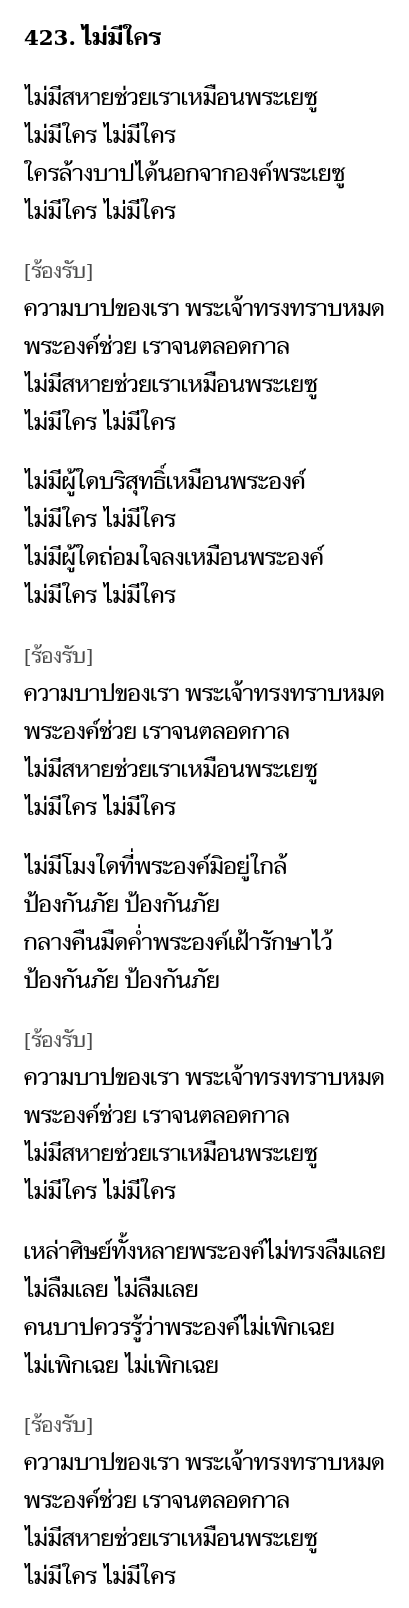 423. ไม่มีใคร
ไม่มีสหายช่วยเราเหมือนพระเยซู
ไม่มีใคร ไม่มีใคร
ใครล้างบาปได้นอกจากองค์พระเยซู
ไม่มีใคร ไม่มีใคร
[ร้องรับ]
ความบาปของเรา พระเจ้าทรงทราบหมด
พระองค์ช่วย เราจนตลอดกาล
ไม่มีสหายช่วยเราเหมือนพระเยซู
ไม่มีใคร ไม่มีใคร
ไม่มีผู้ใดบริสุทธิ์เหมือนพระองค์
ไม่มีใคร ไม่มีใคร
ไม่มีผู้ใดถ่อมใจลงเหมือนพระองค์
ไม่มีใคร ไม่มีใคร
[ร้องรับ]
ความบาปของเรา พระเจ้าทรงทราบหมด
พระองค์ช่วย เราจนตลอดกาล
ไม่มีสหายช่วยเราเหมือนพระเยซู
ไม่มีใคร ไม่มีใคร
ไม่มีโมงใดที่พระองค์มิอยู่ใกล้
ป้องกันภัย ป้องกันภัย
กลางคืนมืดค่ำพระองค์เฝ้ารักษาไว้
ป้องกันภัย ป้องกันภัย
[ร้องรับ]
ความบาปของเรา พระเจ้าทรงทราบหมด
พระองค์ช่วย เราจนตลอดกาล
ไม่มีสหายช่วยเราเหมือนพระเยซู
ไม่มีใคร ไม่มีใคร
เหล่าศิษย์ทั้งหลายพระองค์ไม่ทรงลืมเลย
ไม่ลืมเลย ไม่ลืมเลย
คนบาปควรรู้ว่าพระองค์ไม่เพิกเฉย
ไม่เพิกเฉย ไม่เพิกเฉย
[ร้องรับ]
ความบาปของเรา พระเจ้าทรงทราบหมด
พระองค์ช่วย เราจนตลอดกาล
ไม่มีสหายช่วยเราเหมือนพระเยซู
ไม่มีใคร ไม่มีใคร